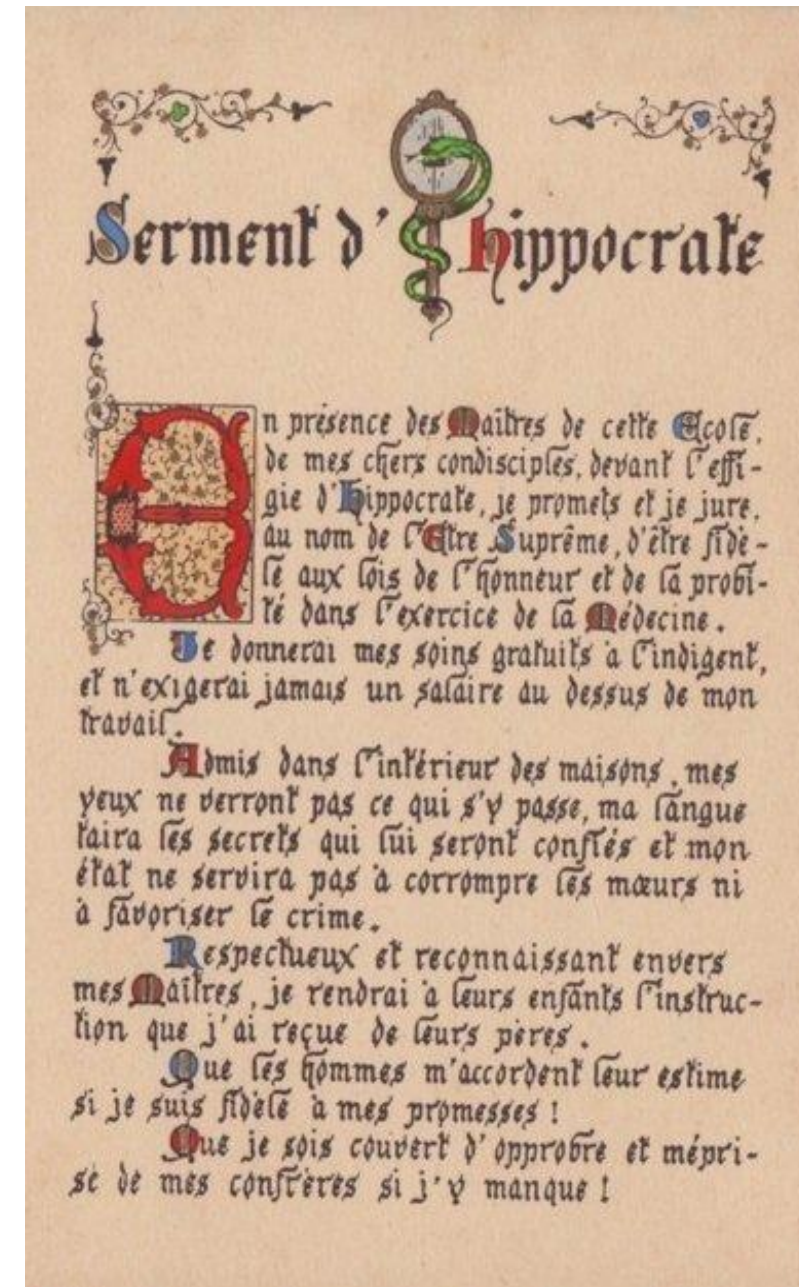 Serment d'hippocrate
En présence des Maîtres de cette Ecole,
de mes chers condisciples, devant l'effi-
gie d'Hippocrate, je promets et je jure,
au nom de l'Etre Suprême, d'être fidè-
le aux lois de l'honneur et de la probi-
té dans l'exercice de la Médecine.
Je donnerai mes soins gratuits à l'indigent,
et n'exigerai jamais un salaire au dessus de mon
travail.
Admis dans l'intérieur des maisons, mes
yeux ne verront pas ce qui s'y passe, ma langue
taira les secrets qui lui seront confiés et mon
état ne servira pas à corrompre les mœurs ni
à favoriser le crime.
Respectueux et reconnaissant envers
mes Maîtres, je rendrai à leurs enfants l'instruc-
tion que j'ai reçue de leurs pères.
Que les hommes m'accordent leur estime
si je suis fidèle à mes promesses !
Que je sois couvert d'opprobre et mépri-
sé de mes confrères si j'y manque !